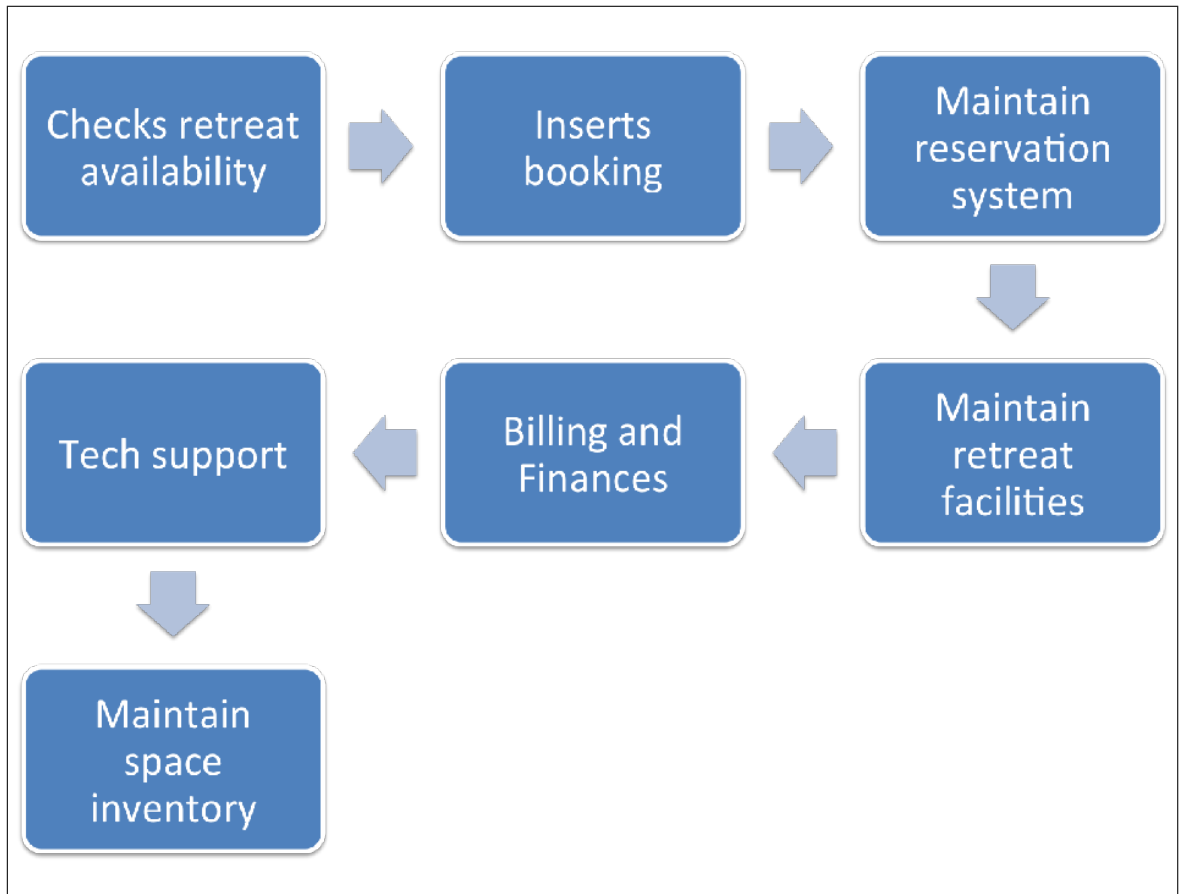 Checks retreat
availability
Inserts
booking
Maintain
reservation
system
Maintain
retreat
facilities
Billing and
Finances
Tech support
Maintain
space
inventory